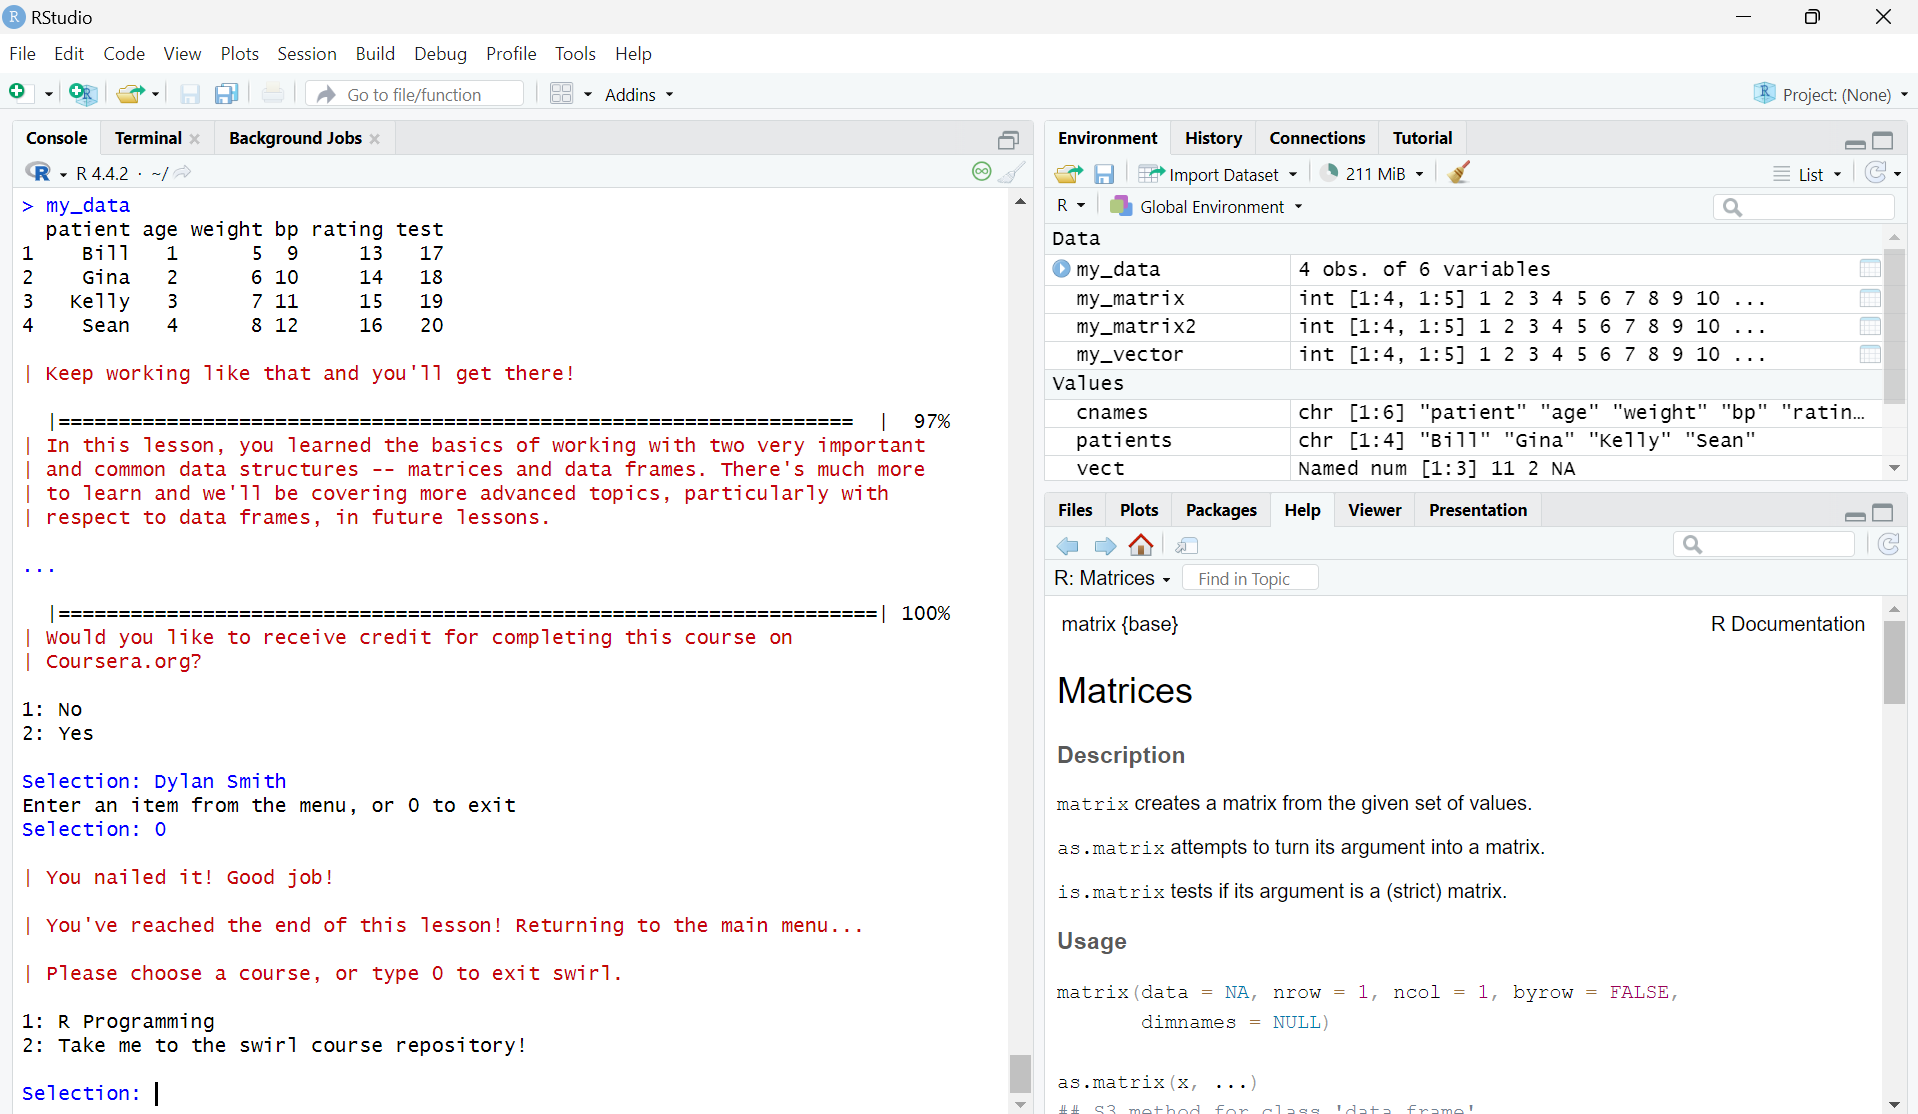 RStudio
File Edit Code View Plots Session Build Debug Profile Tools Help
Go to file/function Addins Project: (None)
Console Terminal Background Jobs
R 4.4.2 · ~/
> my_data
  patient age weight bp rating test
1    Bill   1      5  9     13   17
2    Gina   2      6 10     14   18
3   Kelly   3      7 11     15   19
4    Sean   4      8 12     16   20
| Keep working like that and you'll get there!
|================================================================== | 97%
| In this lesson, you learned the basics of working with two very important
| and common data structures -- matrices and data frames. There's much more
| to learn and we'll be covering more advanced topics, particularly with
| respect to data frames, in future lessons.
...
|====================================================================| 100%
| Would you like to receive credit for completing this course on
| Coursera.org?
1: No
2: Yes
Selection: Dylan Smith
Enter an item from the menu, or 0 to exit
Selection: 0
| You nailed it! Good job!
| You've reached the end of this lesson! Returning to the main menu...
| Please choose a course, or type 0 to exit swirl.
1: R Programming
2: Take me to the swirl course repository!
Selection:
Environment History Connections Tutorial
Import Dataset 211 MiB List
R Global Environment
Data
my_data 4 obs. of 6 variables
my_matrix int [1:4, 1:5] 1 2 3 4 5 6 7 8 9 10 ...
my_matrix2 int [1:4, 1:5] 1 2 3 4 5 6 7 8 9 10 ...
my_vector int [1:4, 1:5] 1 2 3 4 5 6 7 8 9 10 ...
Values
cnames chr [1:6] "patient" "age" "weight" "bp" "ratin…
patients chr [1:4] "Bill" "Gina" "Kelly" "Sean"
vect Named num [1:3] 11 2 NA
Files Plots Packages Help Viewer Presentation
R: Matrices Find in Topic
matrix {base} R Documentation
Matrices
Description
matrix creates a matrix from the given set of values.
as.matrix attempts to turn its argument into a matrix.
is.matrix tests if its argument is a (strict) matrix.
Usage
matrix(data = NA, nrow = 1, ncol = 1, byrow = FALSE,
       dimnames = NULL)
as.matrix(x, ...)
## S3 method for class 'data.frame'